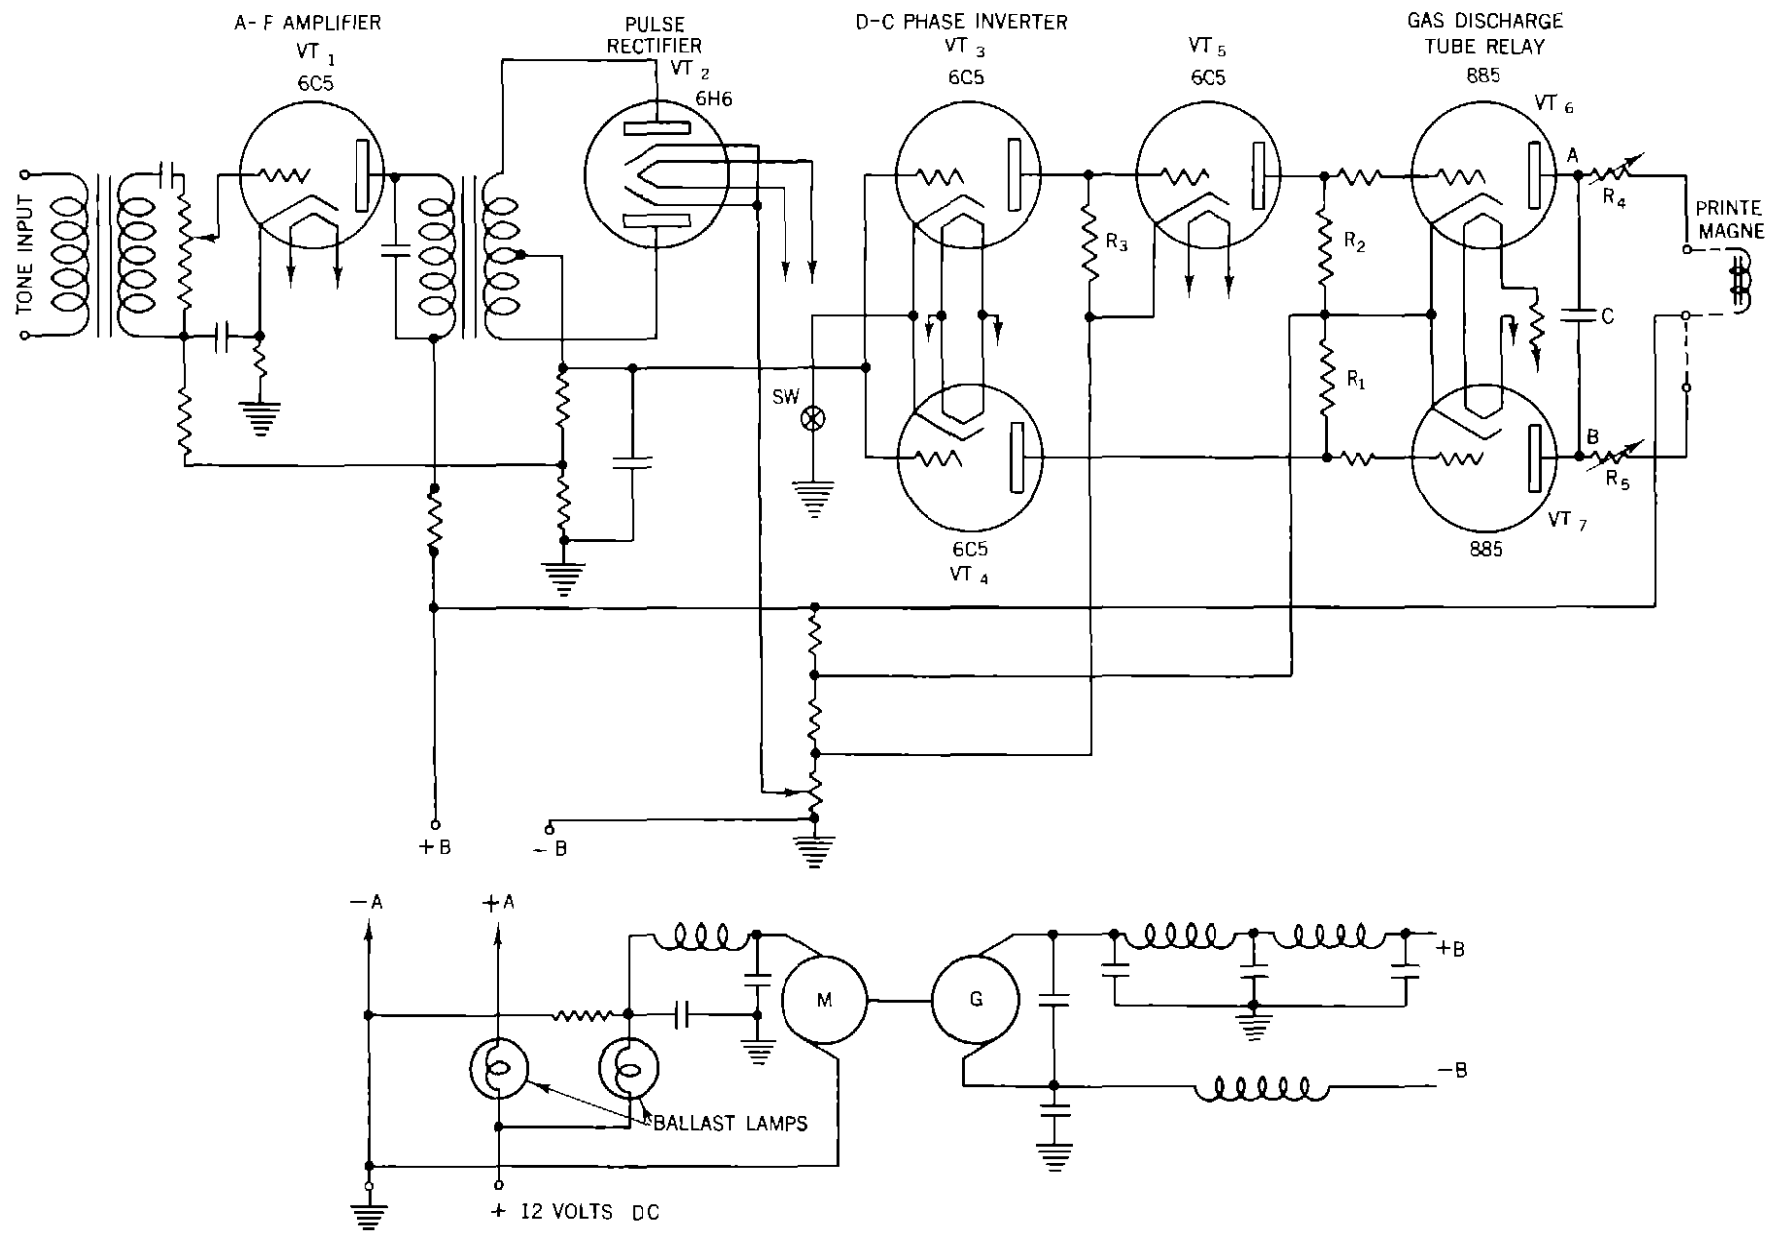 A-F AMPLIFIER
VT 1
6C5
PULSE
RECTIFIER
VT 2
6H6
D-C PHASE INVERTER
VT 3
6C5
VT 5
6C5
GAS DISCHARGE
TUBE RELAY
885
VT 6
TONE INPUT
A
R4
PRINTE
MAGNE
R3
R2
C
SW
R1
B
R5
6C5
VT 4
VT 7
885
+B
-B
-A
+A
M
G
+B
-B
BALLAST LAMPS
+ 12 VOLTS DC